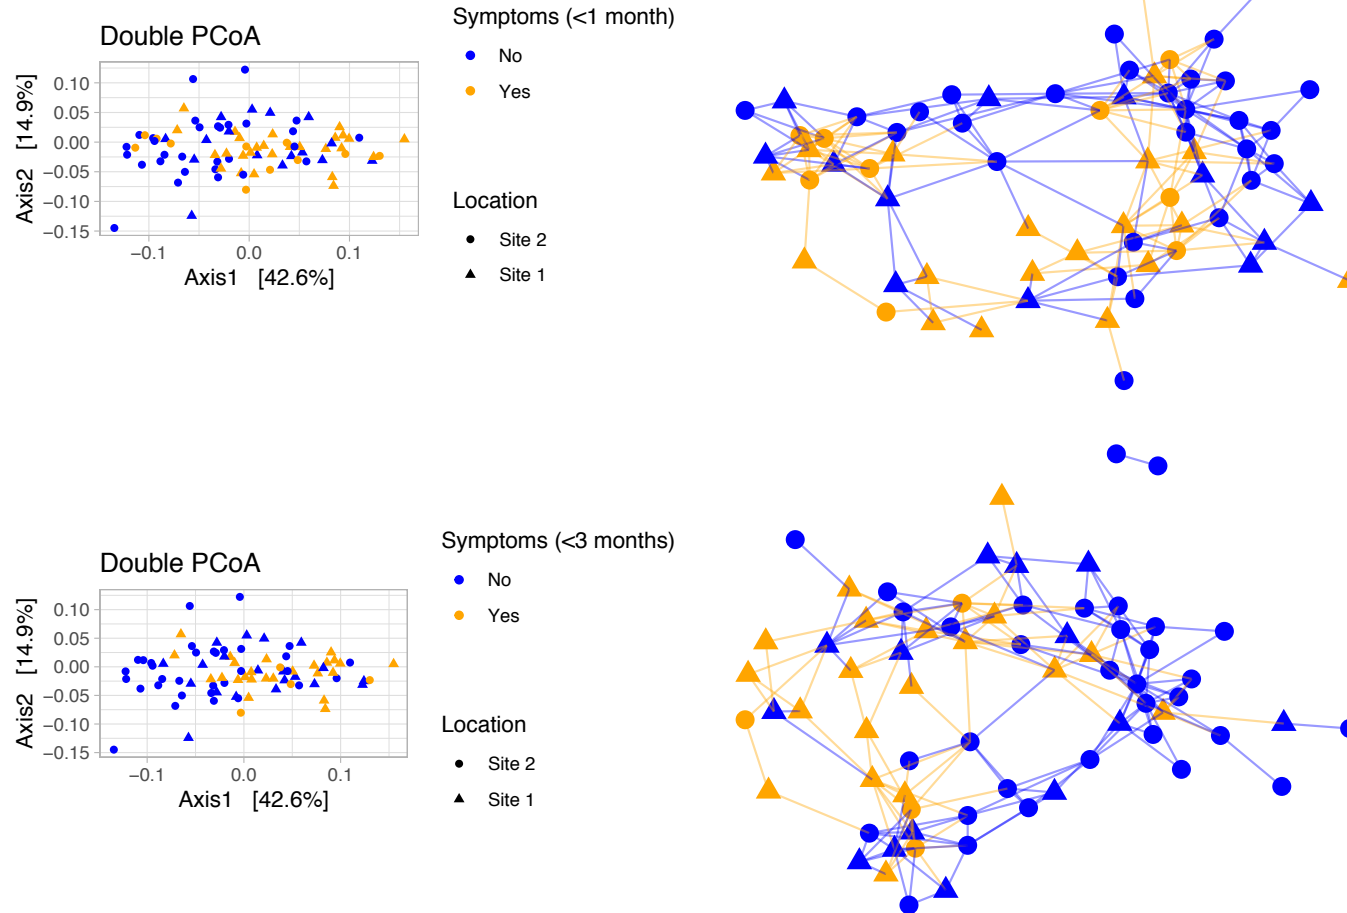 Symptoms (<1 month)
Double PCoA
No
Yes
Axis2 [14.9%]
0.10
0.05
0.00
−0.05
−0.10
−0.15
−0.1
0.0
0.1
Axis1 [42.6%]
Location
Site 2
Site 1
Symptoms (<3 months)
Double PCoA
No
Yes
Axis2 [14.9%]
0.10
0.05
0.00
−0.05
−0.10
−0.15
−0.1
0.0
0.1
Axis1 [42.6%]
Location
Site 2
Site 1